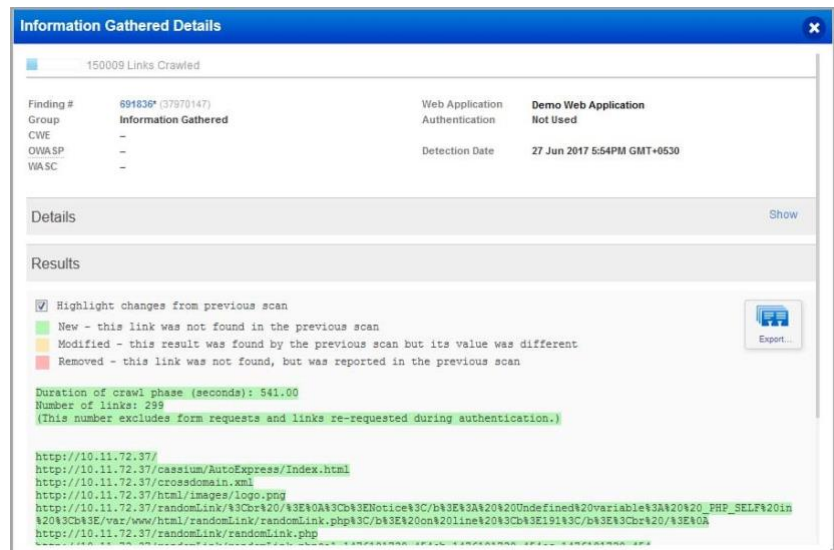 Information Gathered Details
150009 Links Crawled
Finding # 691836* (37970147) Web Application Demo Web Application
Group Information Gathered Authentication Not Used
CWE –
OWASP – Detection Date 27 Jun 2017 5:54PM GMT+0530
WASC –
Details Show
Results
Highlight changes from previous scan
New - this link was not found in the previous scan
Modified - this result was found by the previous scan but its value was different
Removed - this link was not found, but was reported in the previous scan
Export...
Duration of crawl phase (seconds): 541.00
Number of links: 299
(This number excludes form requests and links re-requested during authentication.)
http://10.11.72.37/
http://10.11.72.37/cassium/AutoExpress/Index.html
http://10.11.72.37/crossdomain.xml
http://10.11.72.37/html/images/logo.png
http://10.11.72.37/randomLink/%3Cbr%20/%3E%0A%3Cb%3ENotice%3C/b%3E%3A%20%20Undefined%20variable%3A%20%20_PHP_SELF%20in
%20%3Cb%3E/var/www/html/randomLink/randomLink.php%3C/b%3E%20on%20line%20%3Cb%3E191%3C/b%3E%3Cbr%20/%3E%0A
http://10.11.72.37/randomLink/randomLink.php